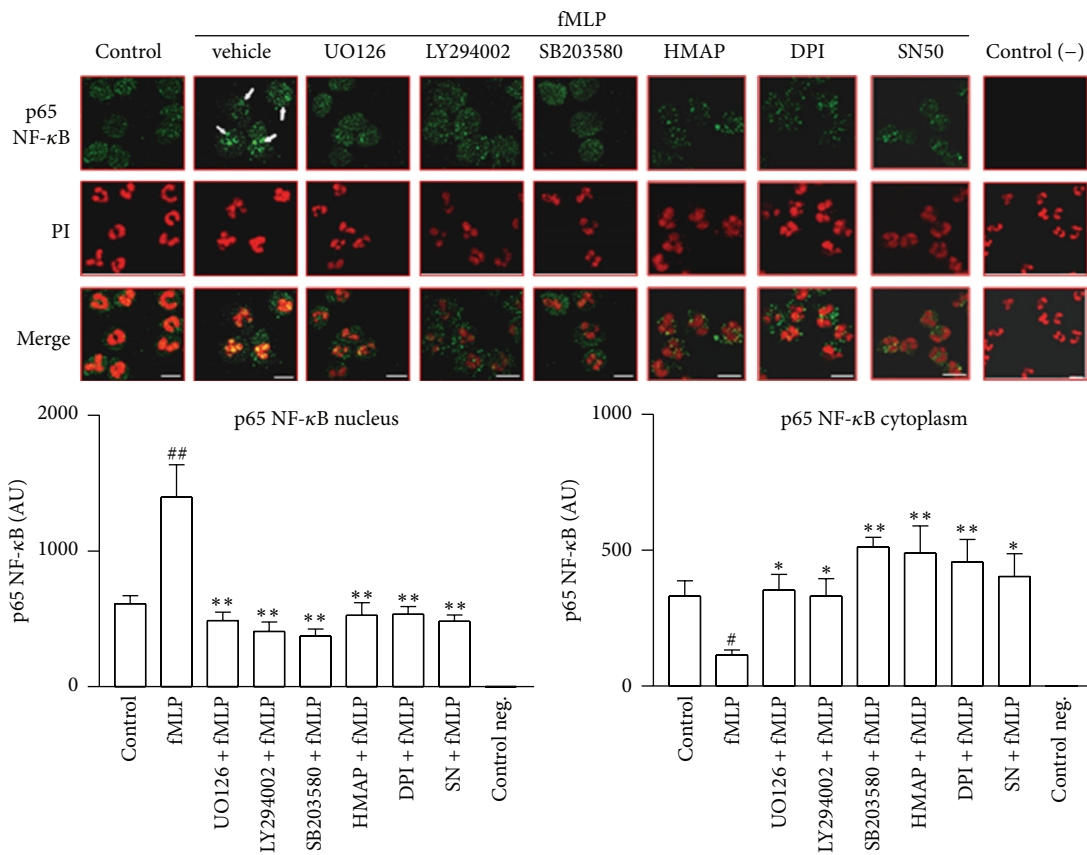 fMLP
Control vehicle UO126 LY294002 SB203580 HMAP DPI SN50 Control (−)
p65
NF-κB
PI
Merge
p65 NF-κB nucleus
p65 NF-κB (AU)
2000
1000
0
##
** ** ** ** ** **
Control
fMLP
UO126 + fMLP
LY294002 + fMLP
SB203580 + fMLP
HMAP + fMLP
DPI + fMLP
SN + fMLP
Control neg.
p65 NF-κB cytoplasm
p65 NF-κB (AU)
1000
500
0
#
* * ** ** ** *
Control
fMLP
UO126 + fMLP
LY294002 + fMLP
SB203580 + fMLP
HMAP + fMLP
DPI + fMLP
SN + fMLP
Control neg.